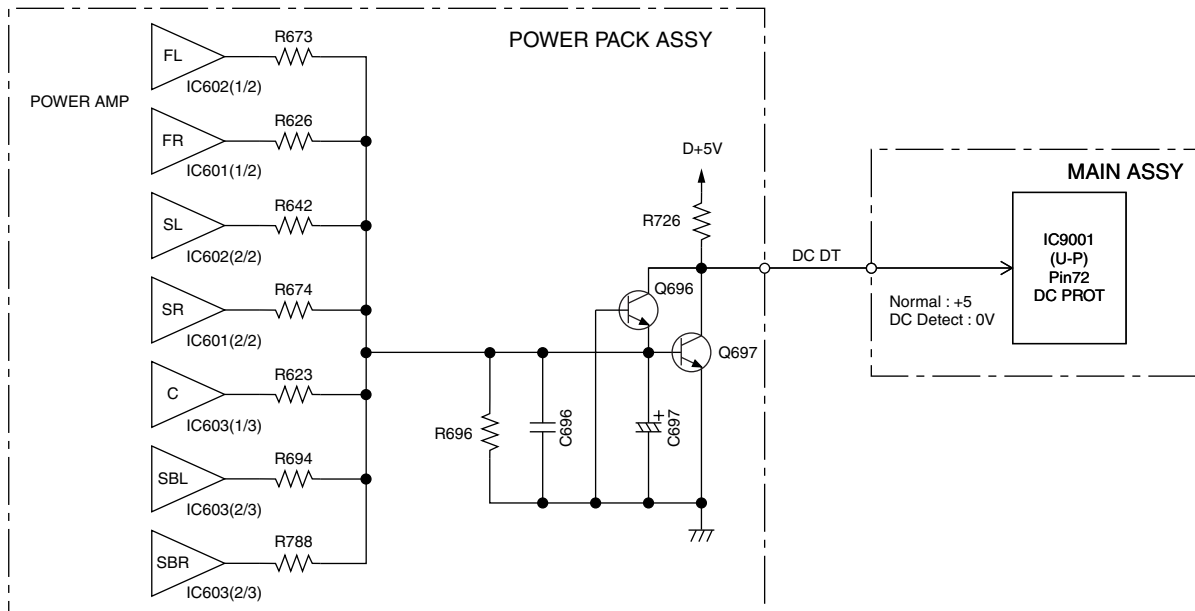 POWER PACK ASSY
POWER AMP
FL
R673
IC602(1/2)
FR
R626
IC601(1/2)
SL
R642
IC602(2/2)
SR
R674
IC601(2/2)
C
R623
IC603(1/3)
SBL
R694
IC603(2/3)
SBR
R788
IC603(2/3)
D+5V
R726
Q696
Q697
R696
C696
+
C697
DC DT
MAIN ASSY
IC9001
(U-P)
Pin72
DC PROT
Normal : +5
DC Detect : 0V